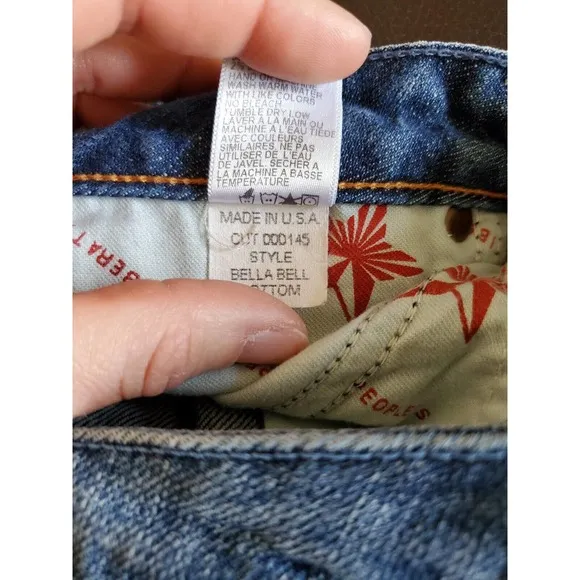 HAND OR MACHINE
WASH WARM WATER
WITH LIKE COLORS
NO BLEACH
TUMBLE DRY LOW
LAVER A LA MAIN OU
MACHINE A L'EAU TIEDE
AVEC COULEURS
SIMILAIRES, NE PAS
UTILISER DE L'EAU
DE JAVEL. SECHER A
LA MACHINE A BASSE
TEMPERATURE
MADE IN U.S.A.
CUT 000145
STYLE
BELLA BELL
BERAT
PEOPLE'S